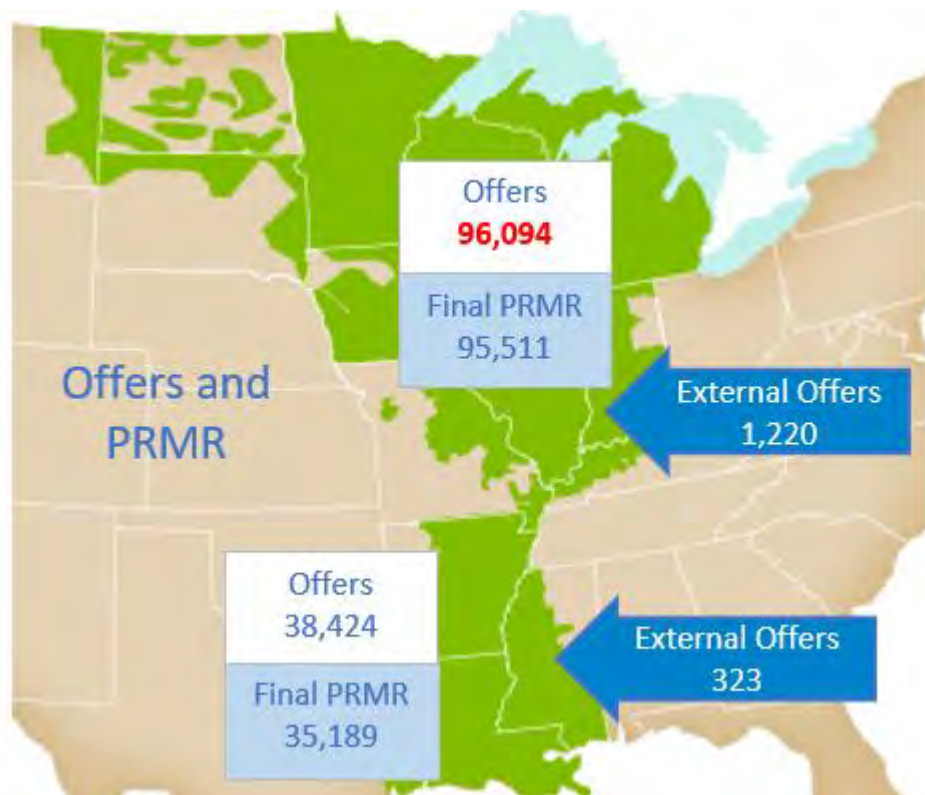 Offers
96,094
Final PRMR
95,511
Offers and
PRMR
External Offers
1,220
Offers
38,424
Final PRMR
35,189
External Offers
323